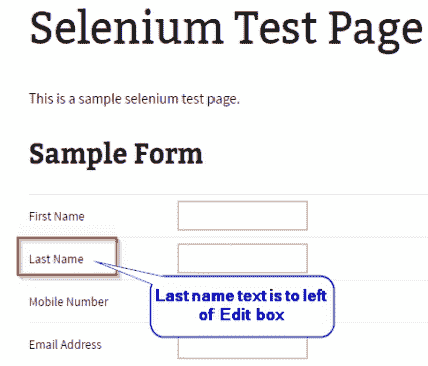 Selenium Test Page
This is a sample selenium test page.
Sample Form
First Name
Last Name
Last name text is to left
of Edit box
Mobile Number
Email Address